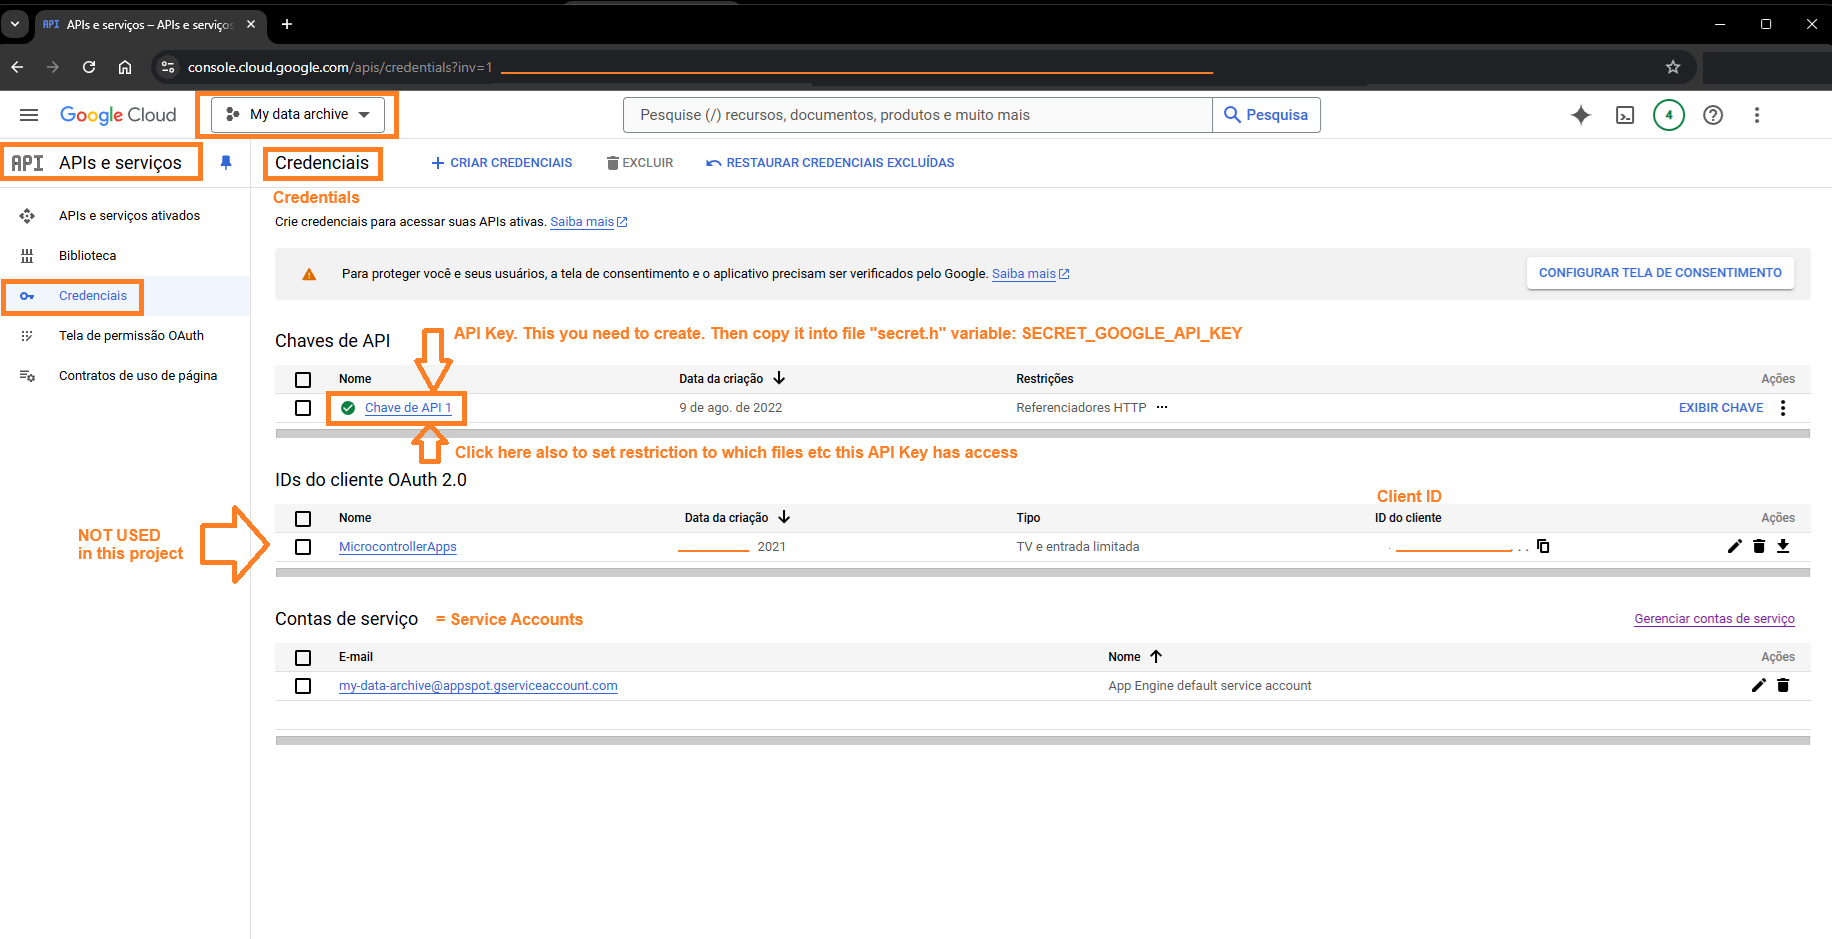 API APIs e serviços – APIs e serviços
console.cloud.google.com/apis/credentials?inv=1
Google Cloud
My data archive
Pesquise (/) recursos, documentos, produtos e muito mais
Pesquisa
4
API APIs e serviços
Credenciais
CRIAR CREDENCIAIS
EXCLUIR
RESTAURAR CREDENCIAIS EXCLUÍDAS
APIs e serviços ativados
Biblioteca
Credenciais
Tela de permissão OAuth
Contratos de uso de página
Credentials
Crie credenciais para acessar suas APIs ativas. Saiba mais
Para proteger você e seus usuários, a tela de consentimento e o aplicativo precisam ser verificados pelo Google. Saiba mais
CONFIGURAR TELA DE CONSENTIMENTO
API Key. This you need to create. Then copy it into file "secret.h" variable: SECRET_GOOGLE_API_KEY
Chaves de API
Nome Data da criação Restrições Ações
Chave de API 1 9 de ago. de 2022 Referenciadores HTTP ··· EXIBIR CHAVE
Click here also to set restriction to which files etc this API Key has access
IDs do cliente OAuth 2.0
Client ID
Nome Data da criação Tipo ID do cliente Ações
NOT USED
in this project
MicrocontrollerApps 2021 TV e entrada limitada
Contas de serviço = Service Accounts
Gerenciar contas de serviço
E-mail Nome Ações
my-data-archive@appspot.gserviceaccount.com App Engine default service account